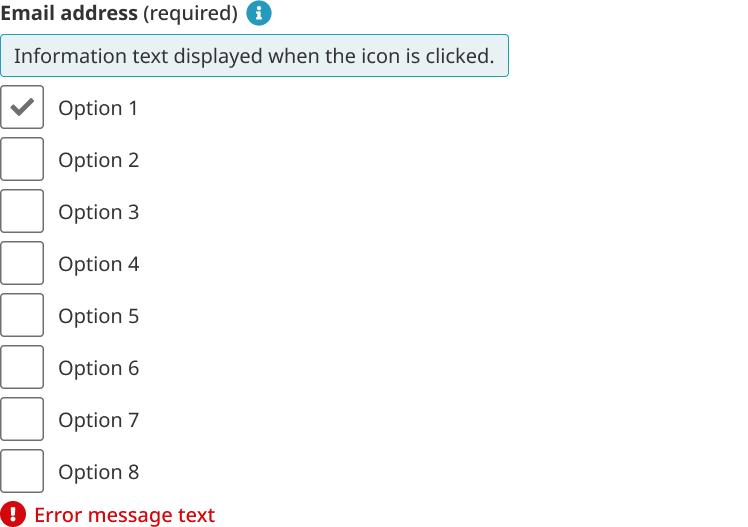 Email address (required)
Information text displayed when the icon is clicked.
Option 1
Option 2
Option 3
Option 4
Option 5
Option 6
Option 7
Option 8
Error message text